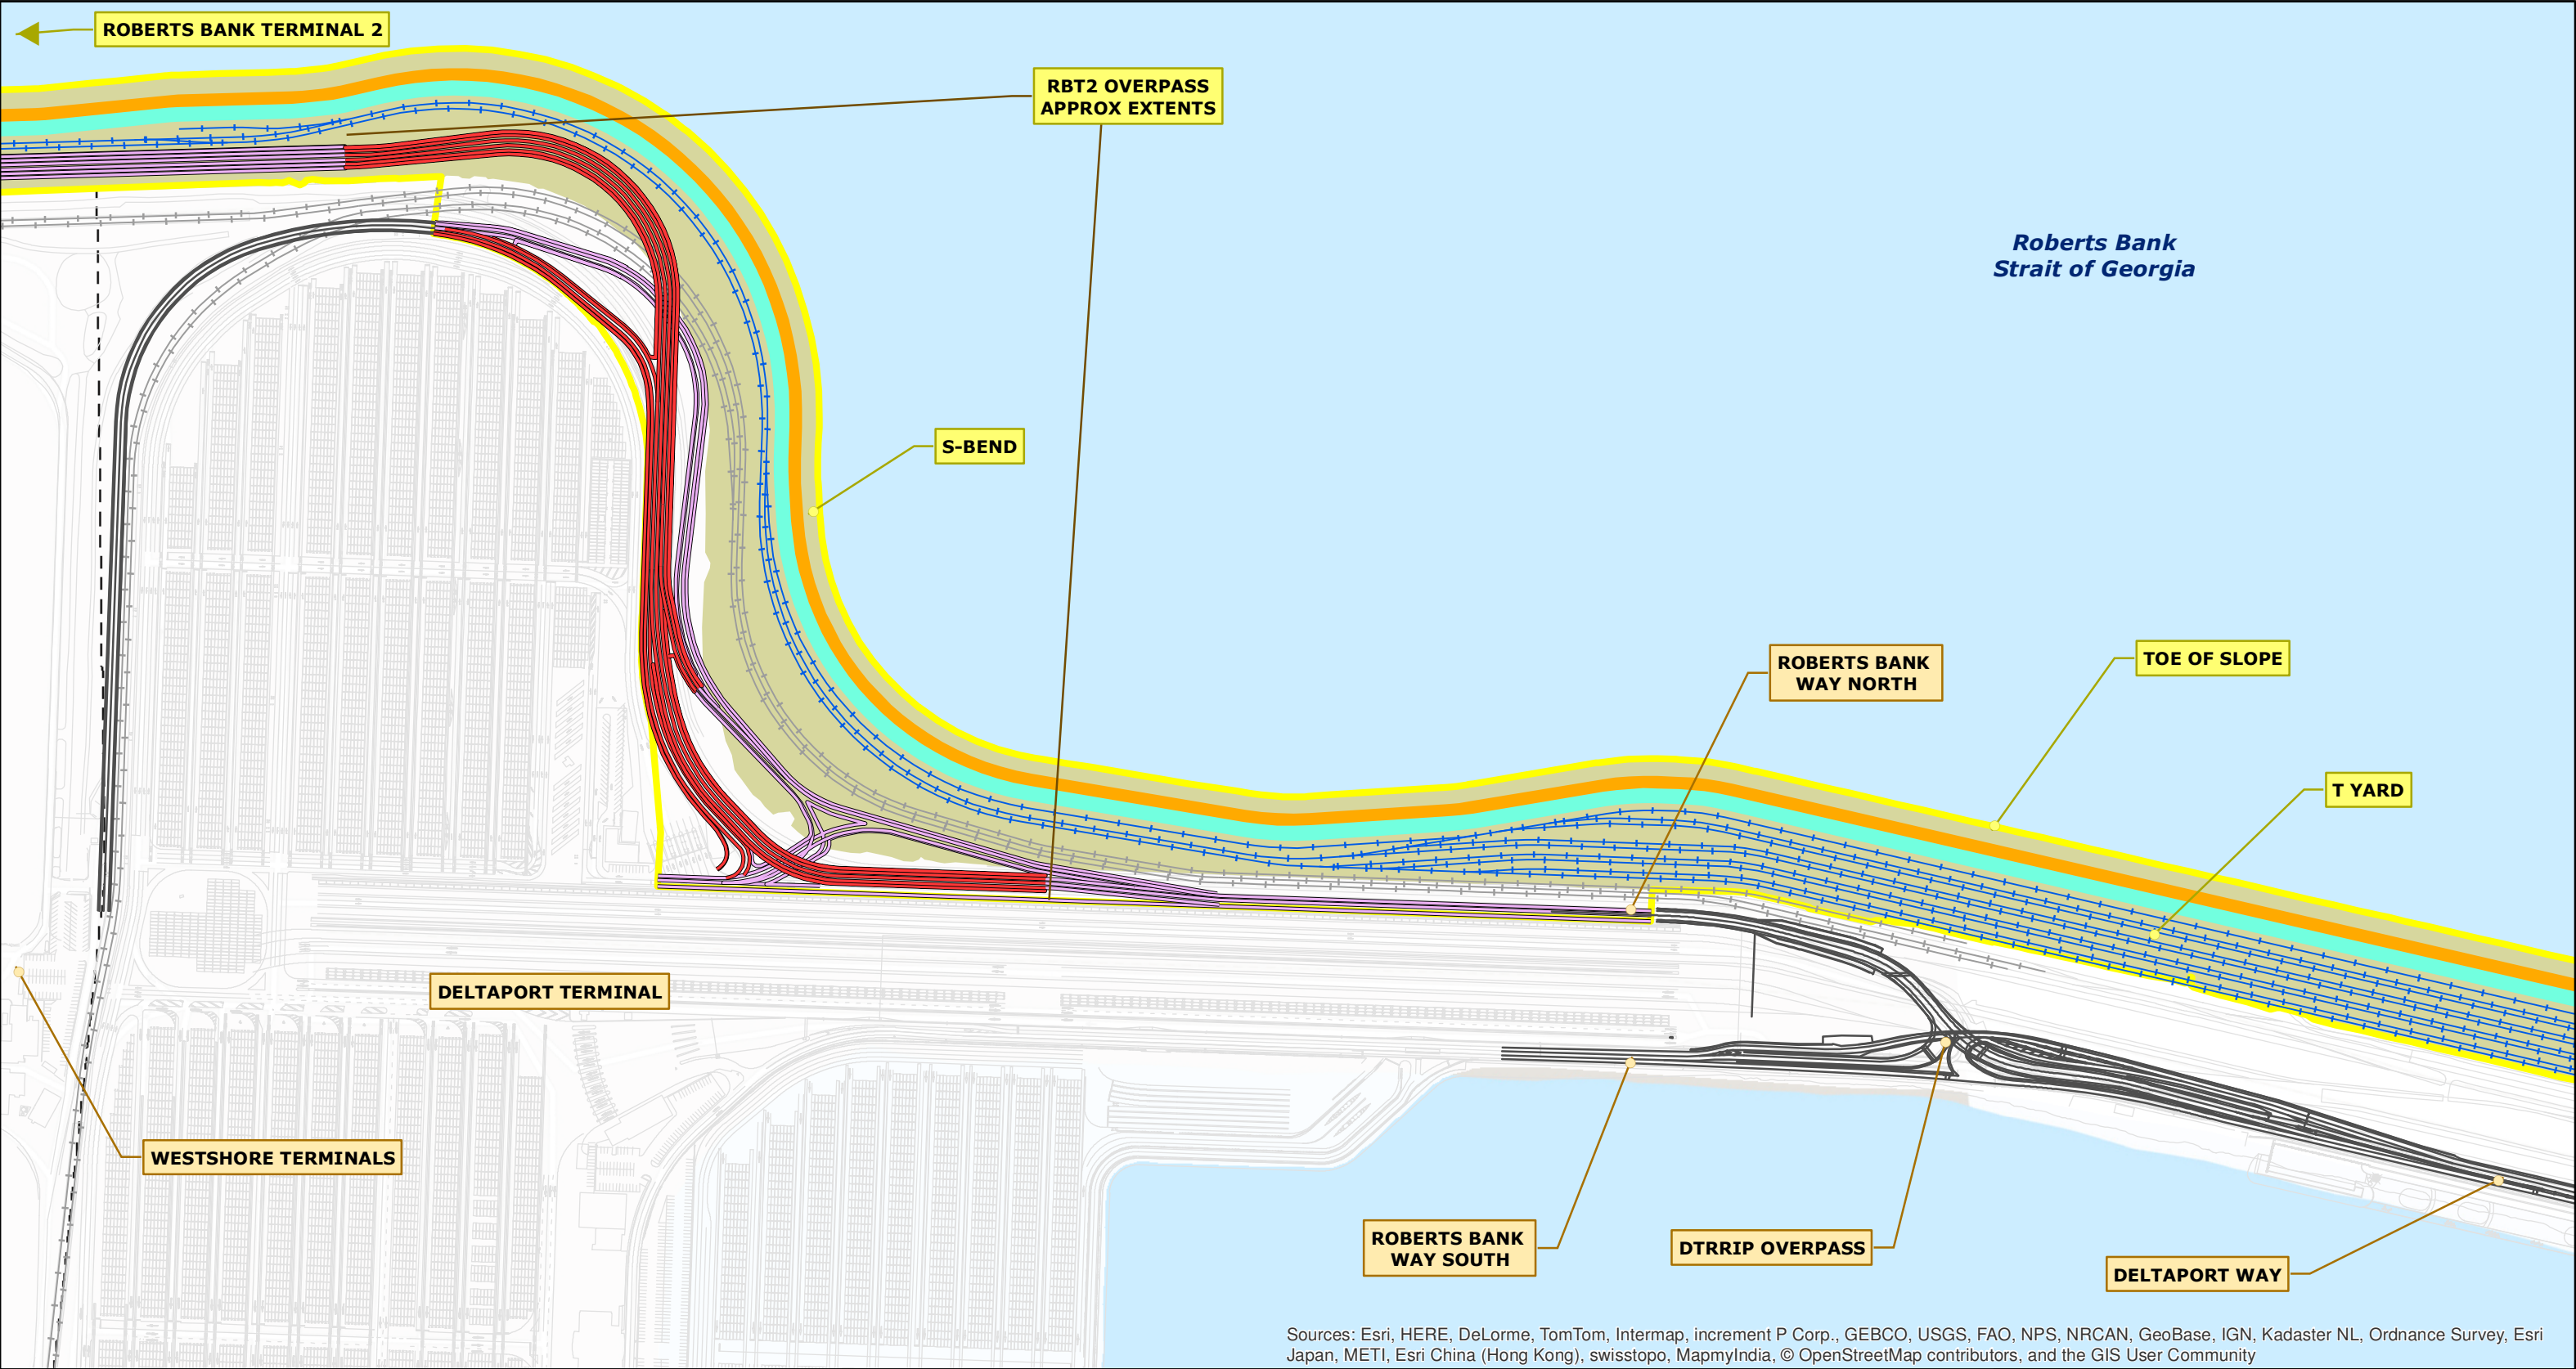 ROBERTS BANK TERMINAL 2
RBT2 OVERPASS
APPROX EXTENTS
Roberts Bank
Strait of Georgia
S-BEND
ROBERTS BANK
WAY NORTH
TOE OF SLOPE
T YARD
DELTAPORT TERMINAL
WESTSHORE TERMINALS
ROBERTS BANK
WAY SOUTH
DTRRIP OVERPASS
DELTAPORT WAY
Sources: Esri, HERE, DeLorme, TomTom, Intermap, increment P Corp., GEBCO, USGS, FAO, NPS, NRCAN, GeoBase, IGN, Kadaster NL, Ordnance Survey, Esri
Japan, METI, Esri China (Hong Kong), swisstopo, MapmyIndia, © OpenStreetMap contributors, and the GIS User Community